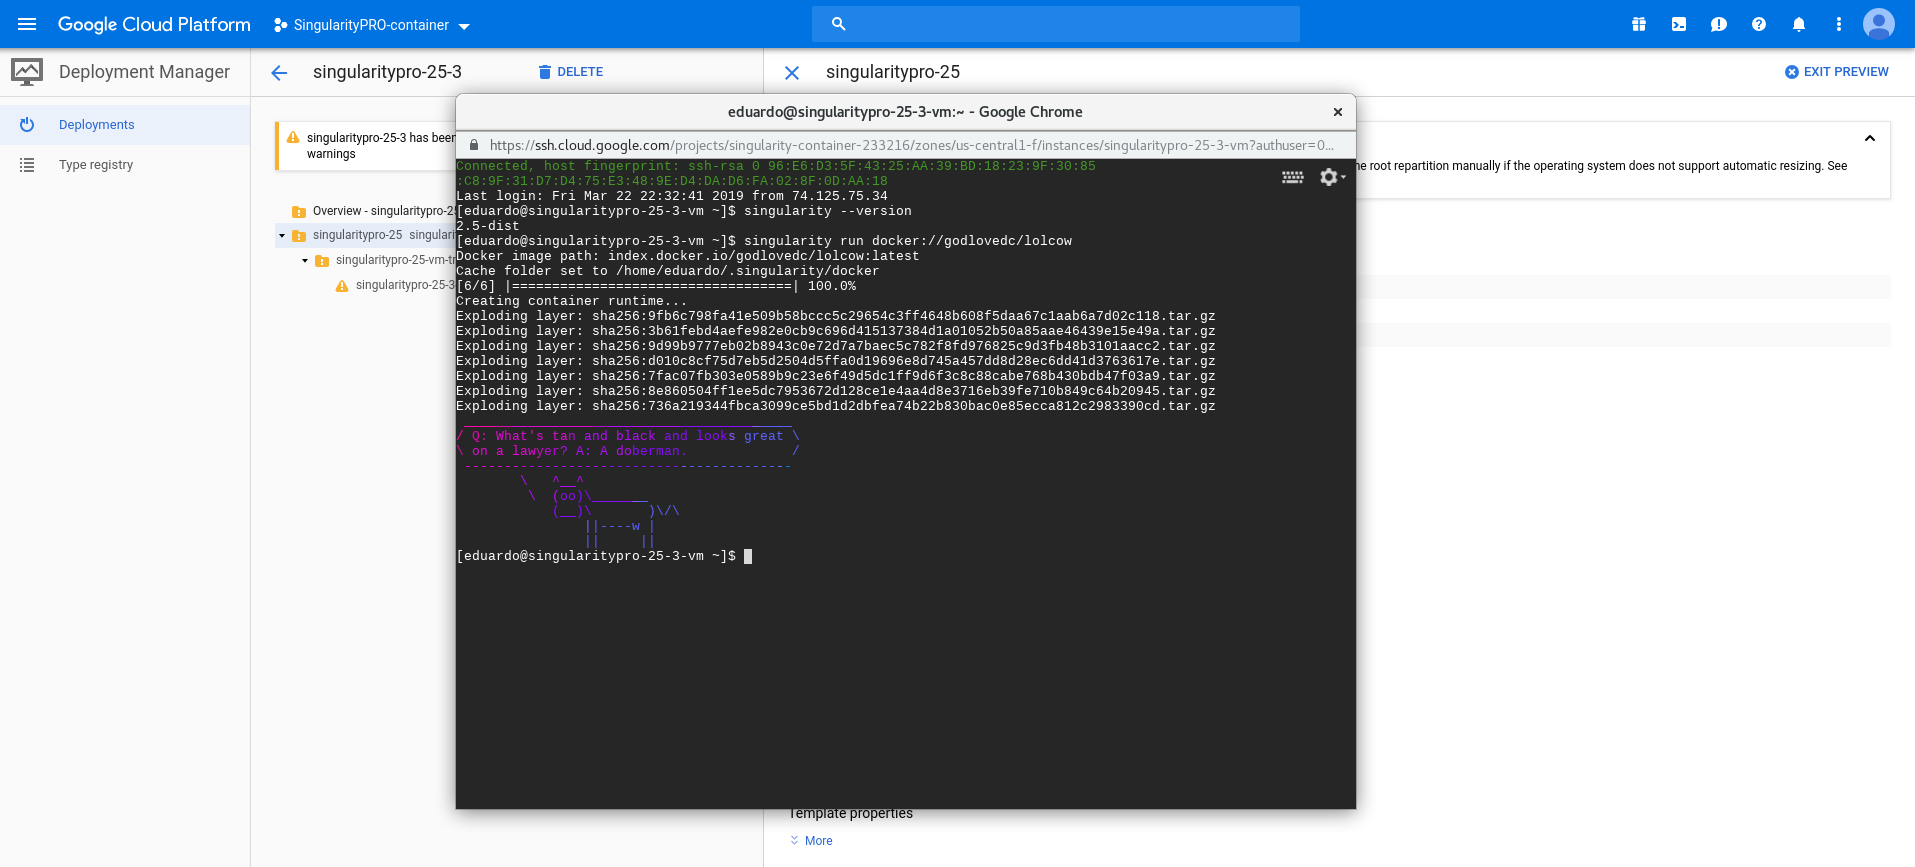 Google Cloud Platform
SingularityPRO-container
Deployment Manager
singularitypro-25-3
DELETE
singularitypro-25
EXIT PREVIEW
Deployments
Type registry
singularitypro-25-3 has been
warnings
Overview - singularitypro-25
singularitypro-25 singulari
singularitypro-25-vm-tm
singularitypro-25-3
e root repartition manually if the operating system does not support automatic resizing. See
eduardo@singularitypro-25-3-vm:~ - Google Chrome
https://ssh.cloud.google.com/projects/singularity-container-233216/zones/us-central1-f/instances/singularitypro-25-3-vm?authuser=0...
Connected, host fingerprint: ssh-rsa 0 96:E6:D3:5F:43:25:AA:39:BD:18:23:9F:30:85
:C8:9F:31:D7:D4:75:E3:48:9E:D4:DA:D6:FA:02:8F:0D:AA:18
Last login: Fri Mar 22 22:32:41 2019 from 74.125.75.34
[eduardo@singularitypro-25-3-vm ~]$ singularity --version
2.5-dist
[eduardo@singularitypro-25-3-vm ~]$ singularity run docker://godlovedc/lolcow
Docker image path: index.docker.io/godlovedc/lolcow:latest
Cache folder set to /home/eduardo/.singularity/docker
[6/6] |===================================| 100.0%
Creating container runtime...
Exploding layer: sha256:9fb6c798fa41e509b58bccc5c29654c3ff4648b608f5daa67c1aab6a7d02c118.tar.gz
Exploding layer: sha256:3b61febd4aefe982e0cb9c696d415137384d1a01052b50a85aae46439e15e49a.tar.gz
Exploding layer: sha256:9d99b9777eb02b8943c0e72d7a7baec5c782f8fd976825c9d3fb48b3101aacc2.tar.gz
Exploding layer: sha256:d010c8cf75d7eb5d2504d5ffa0d19696e8d745a457dd8d28ec6dd41d3763617e.tar.gz
Exploding layer: sha256:7fac07fb303e0589b9c23e6f49d5dc1ff9d6f3c8c88cabe768b430bdb47f03a9.tar.gz
Exploding layer: sha256:8e860504ff1ee5dc7953672d128ce1e4aa4d8e3716eb39fe710b849c64b20945.tar.gz
Exploding layer: sha256:736a219344fbca3099ce5bd1d2dbfea74b22b830bac0e85ecca812c2983390cd.tar.gz
 _________________________________________
/ Q: What's tan and black and looks great \
\ on a lawyer? A: A doberman.             /
 -----------------------------------------
        \   ^__^
         \  (oo)\_______
            (__)\       )\/\
                ||----w |
                ||     ||
[eduardo@singularitypro-25-3-vm ~]$
Template properties
More